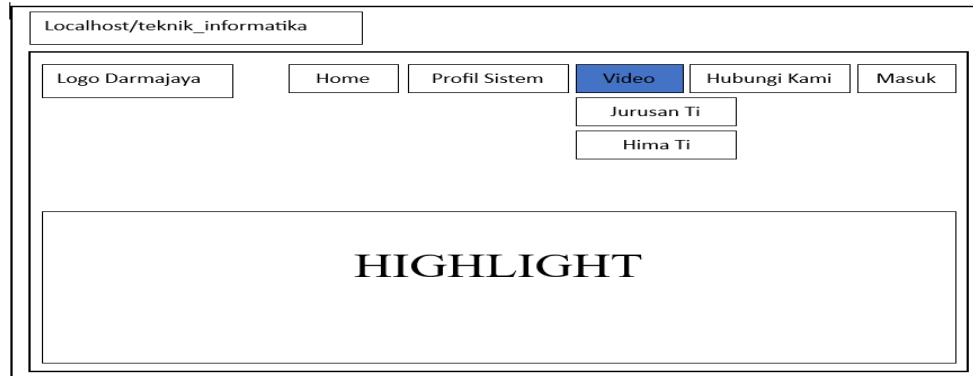 Localhost/teknik_informatika
Logo Darmajaya Home Profil Sistem Video Hubungi Kami Masuk
Jurusan Ti
Hima Ti
HIGHLIGHT